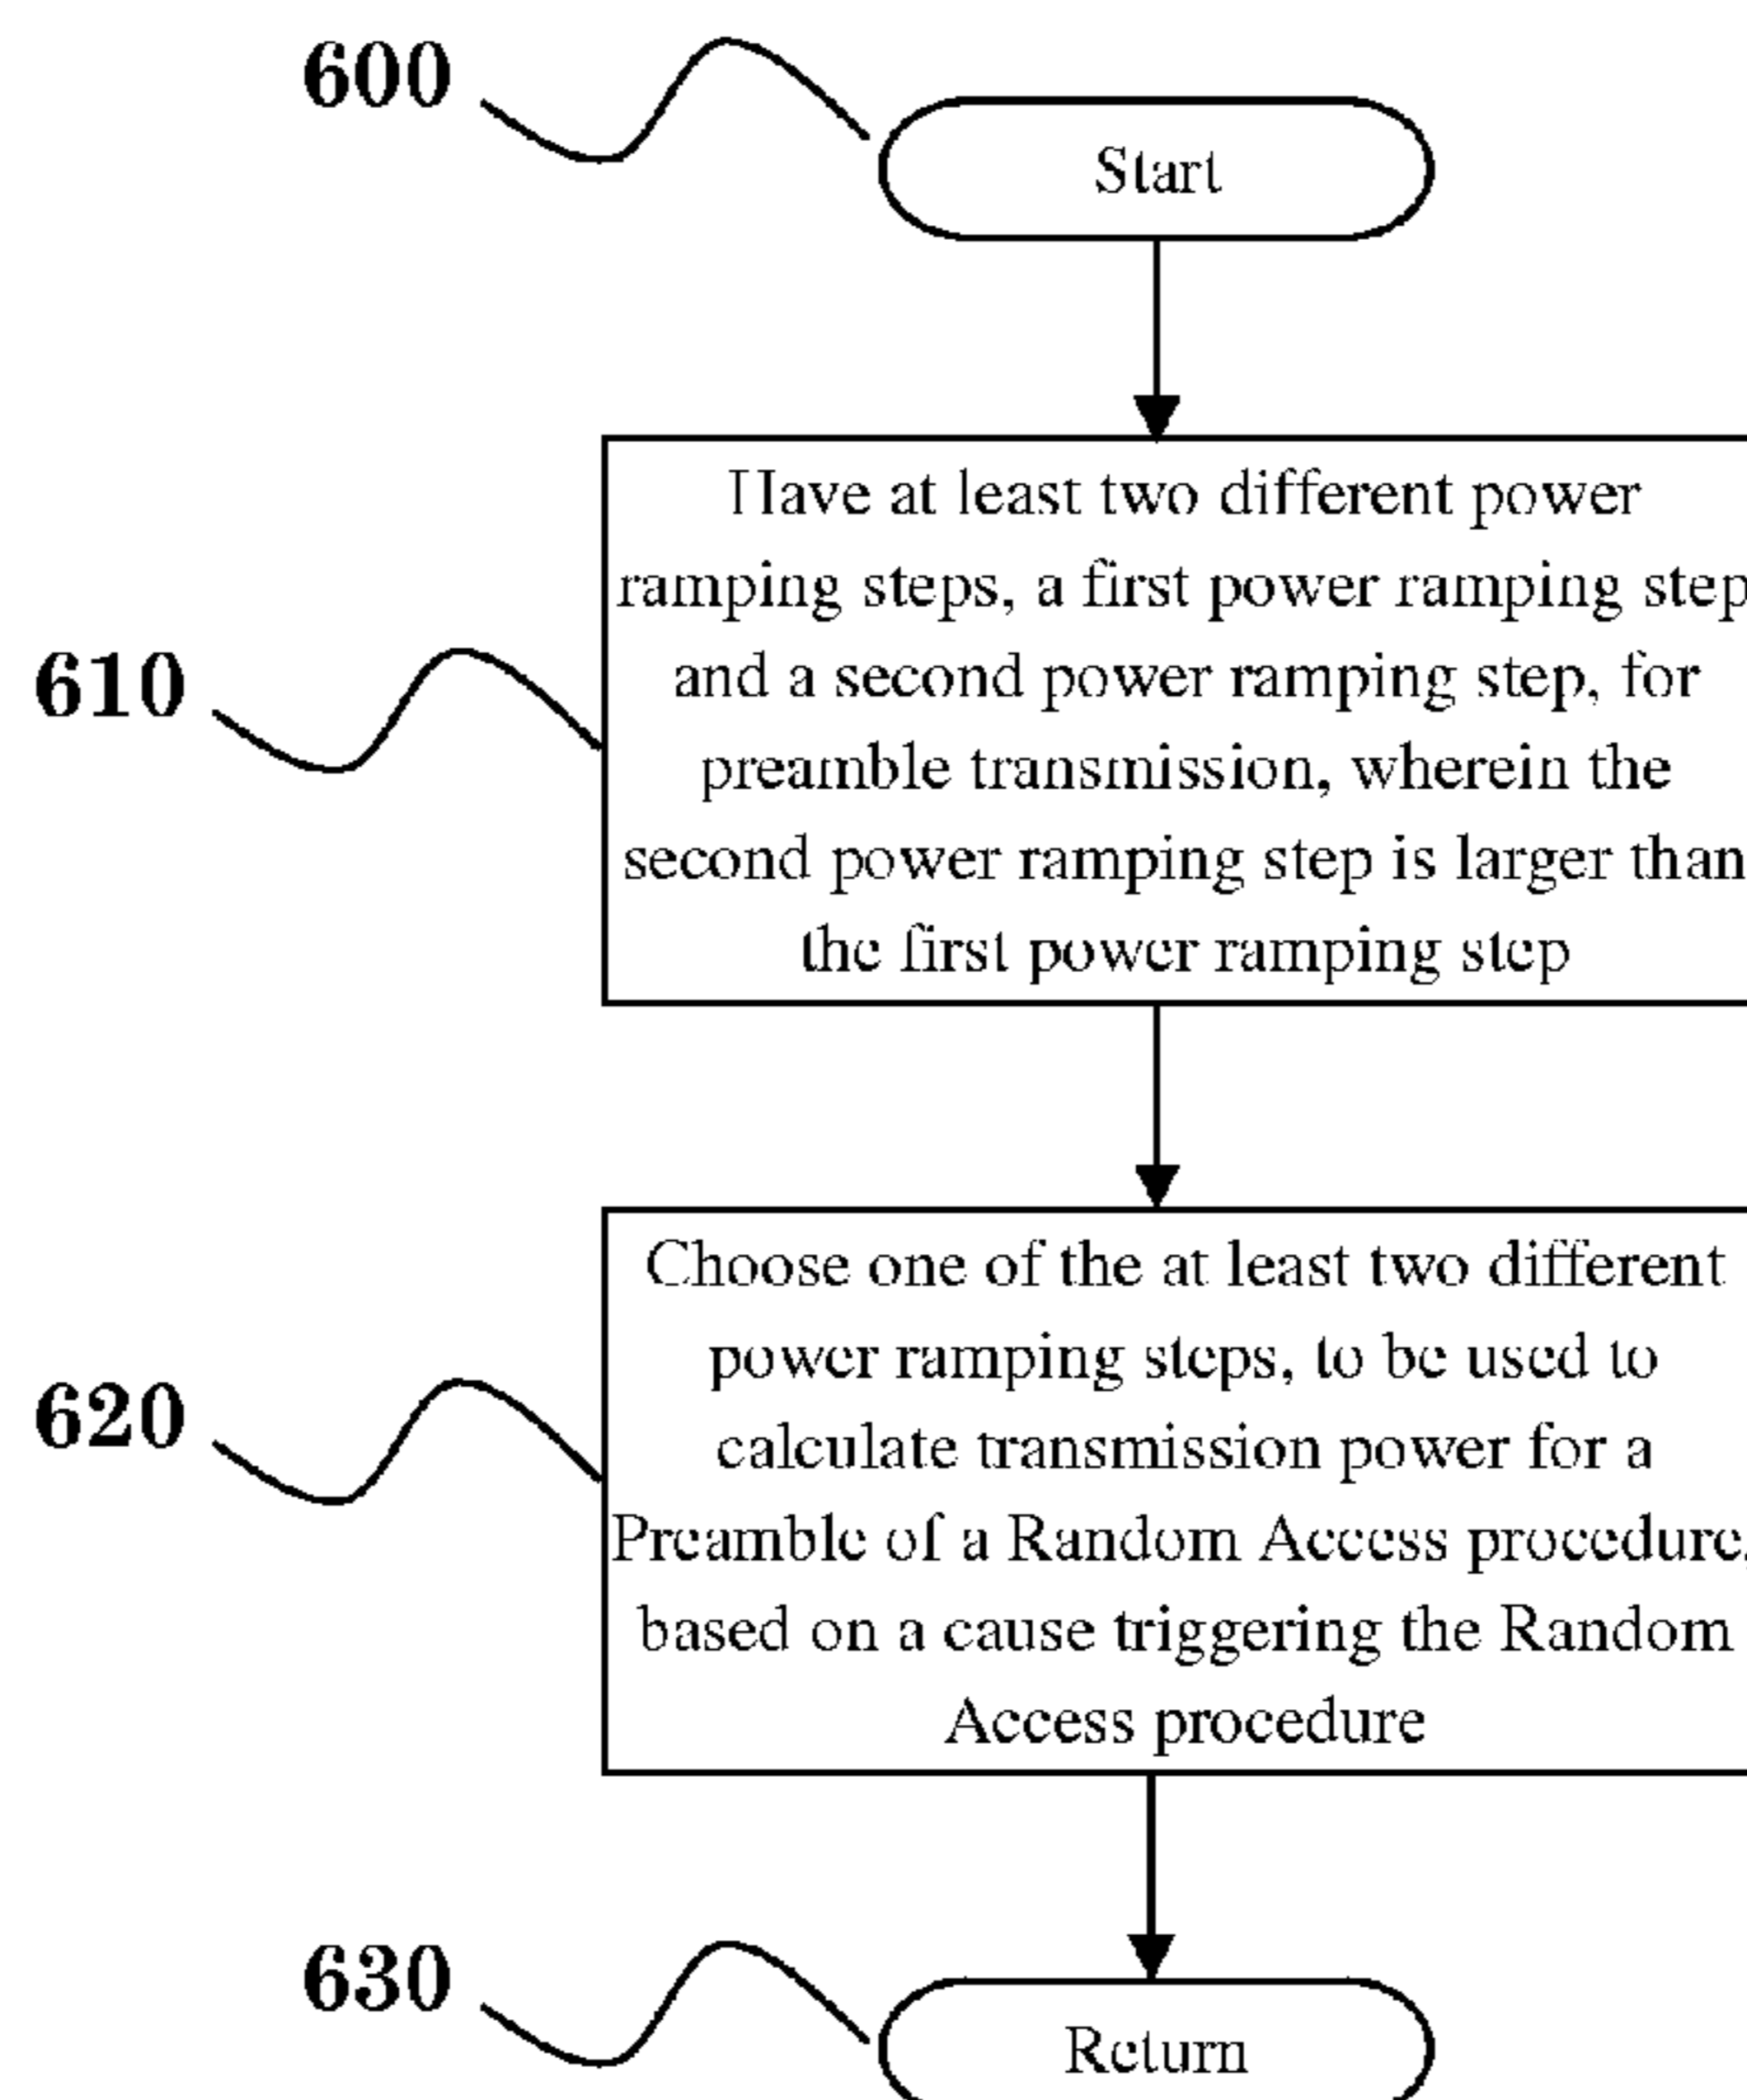 600
Start
Have at least two different power
ramping steps, a first power ramping step
610
and a second power ramping step, for
preamble transmission, wherein the
second power ramping step is larger than
the first power ramping step
Choose one of the at least two different
power ramping steps, to be used to
620
calculate transmission power for a
Preamble of a Random Access procedure,
based on a cause triggering the Random
Access procedure
630
Return